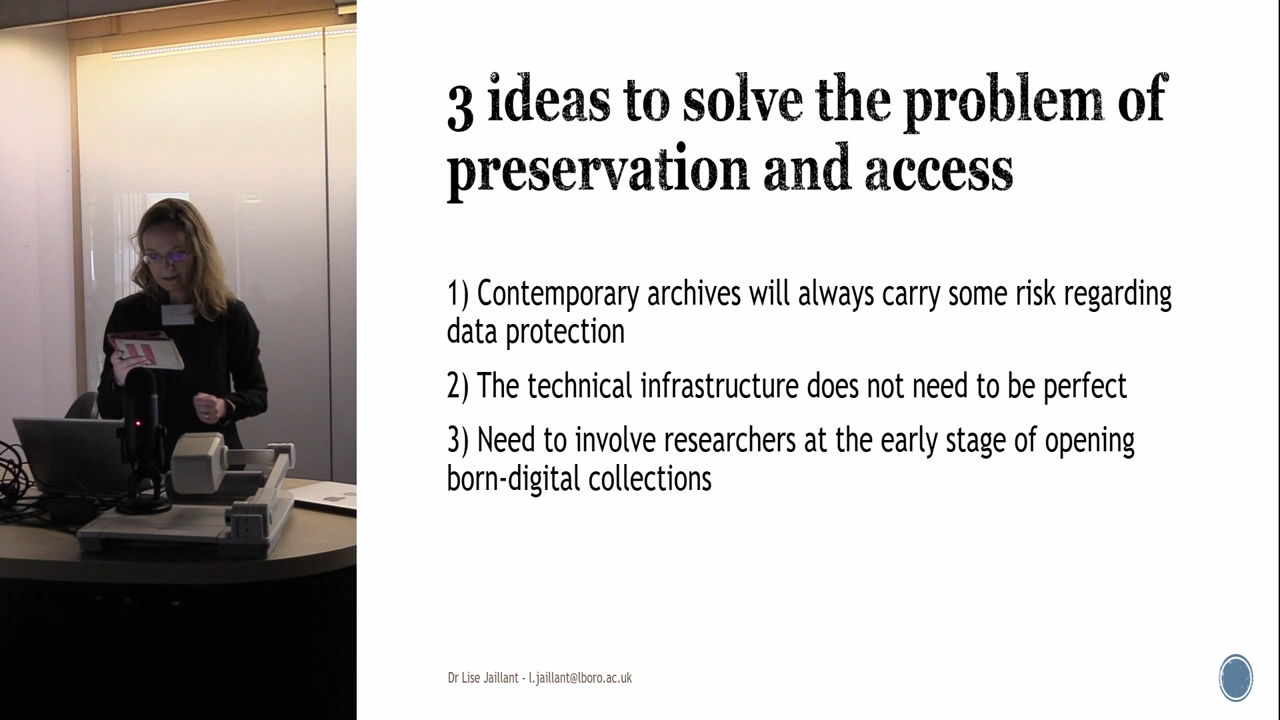 3 ideas to solve the problem of
preservation and access
1) Contemporary archives will always carry some risk regarding
data protection
2) The technical infrastructure does not need to be perfect
3) Need to involve researchers at the early stage of opening
born-digital collections
Dr Lise Jaillant - l.jaillant@lboro.ac.uk